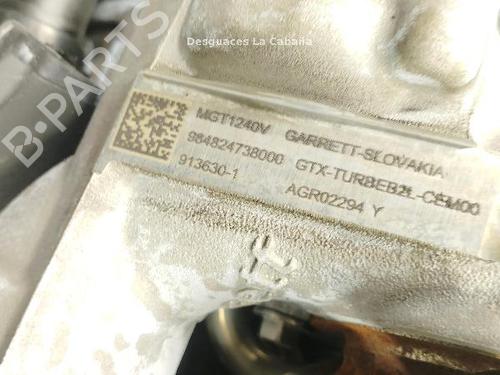 Desguaces La Cabaña
MGT1240V GARRETT-SLOVAKIA
984824738000 GTX-TURBEB2L-CEM00
913630-1 AGR02294 Y
B-PARTS